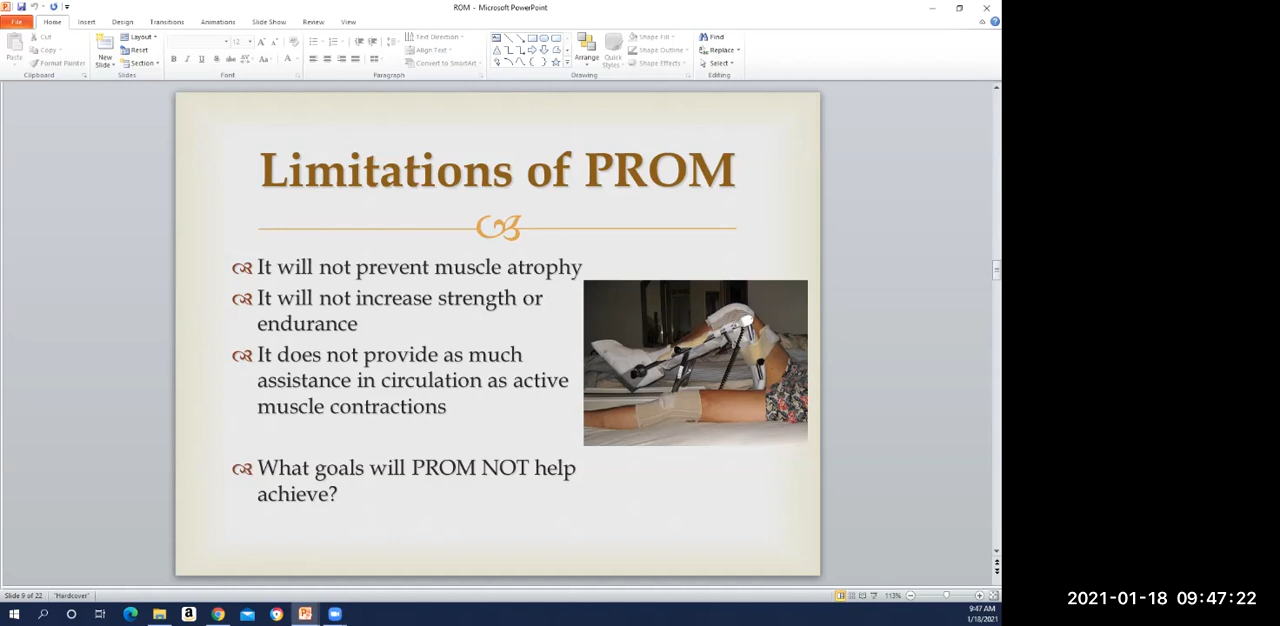 ROM - Microsoft PowerPoint
File Home Insert Design Transitions Animations Slide Show Review View
Paste
Cut
Copy
Format Painter
Clipboard
New Slide
Layout
Reset
Section
Slides
12
Font
Paragraph
Text Direction
Align Text
Convert to SmartArt
Drawing
Arrange
Quick Styles
Shape Fill
Shape Outline
Shape Effects
Find
Replace
Select
Editing
Limitations of PROM
It will not prevent muscle atrophy
It will not increase strength or
endurance
It does not provide as much
assistance in circulation as active
muscle contractions
What goals will PROM NOT help
achieve?
Slide 9 of 22 "Hardcover" 113%
9:47 AM
1/18/2021
2021-01-18 09:47:22